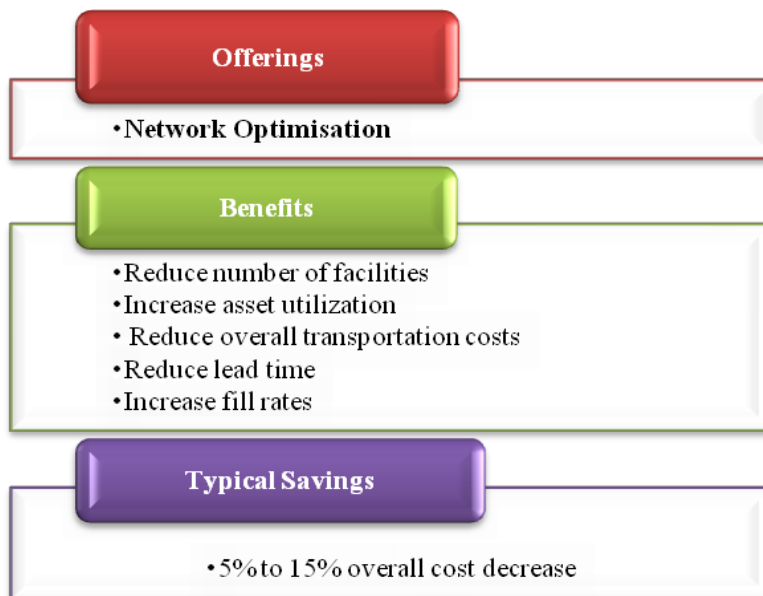 Offerings
•Network Optimisation
Benefits
•Reduce number of facilities
•Increase asset utilization
• Reduce overall transportation costs
•Reduce lead time
•Increase fill rates
Typical Savings
•5% to 15% overall cost decrease